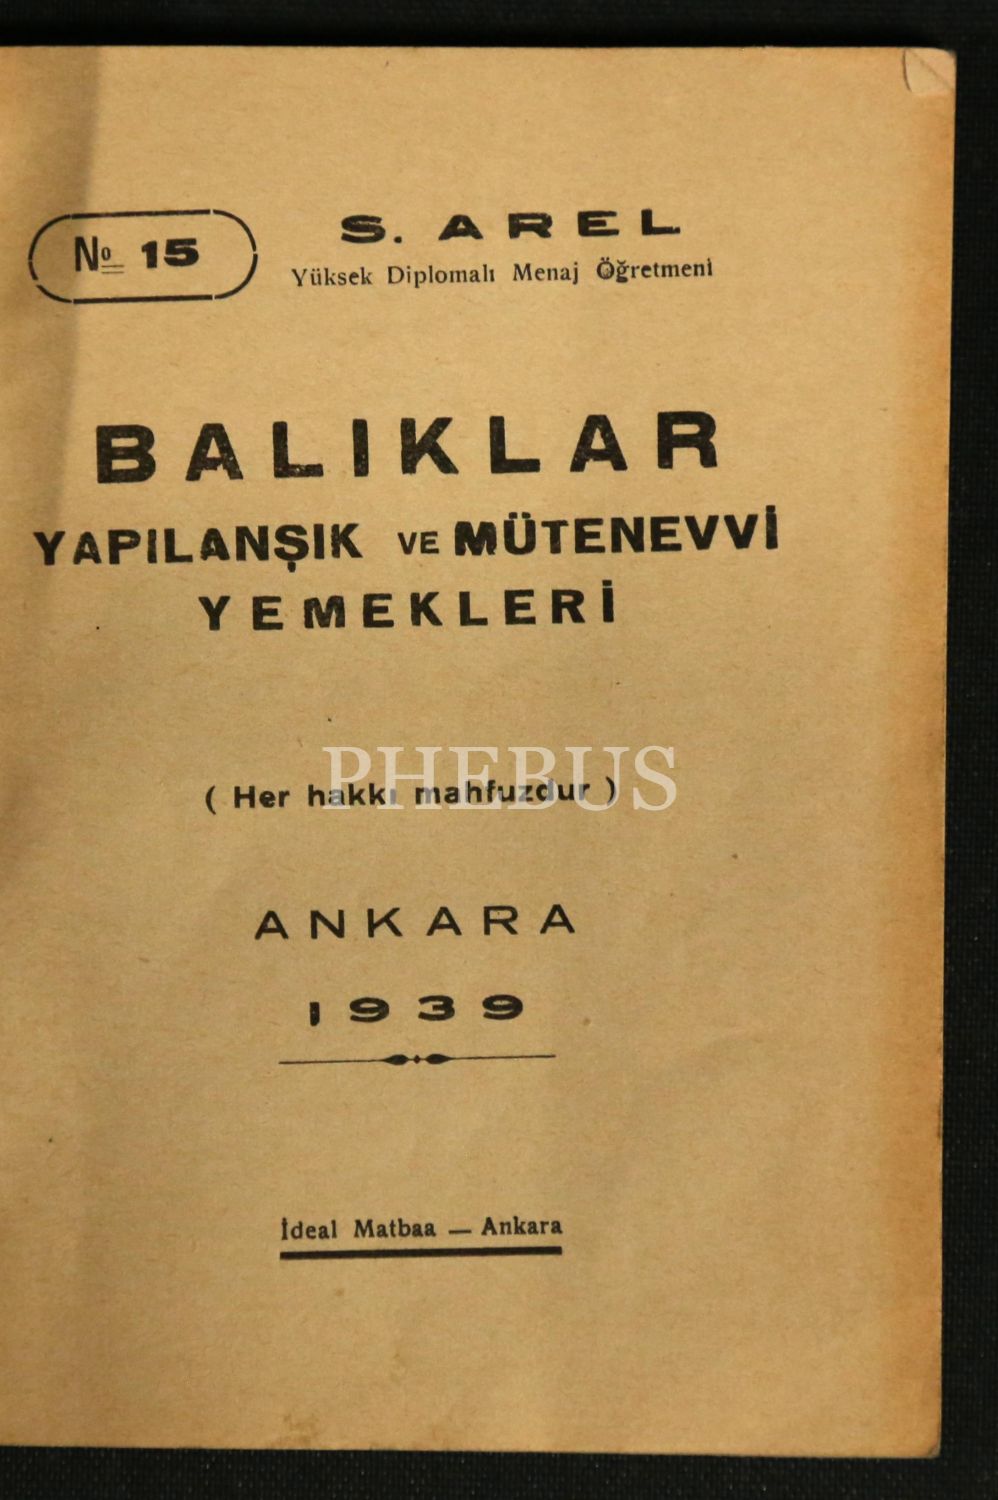 No 15
S. AREL
Yüksek Diplomalı Menaj Öğretmeni
BALIKLAR
YAPILANŞIK VE MÜTENEVVİ
YEMEKLERİ
PHEBUS
( Her hakkı mahfuzdur )
ANKARA
1939
İdeal Matbaa — Ankara